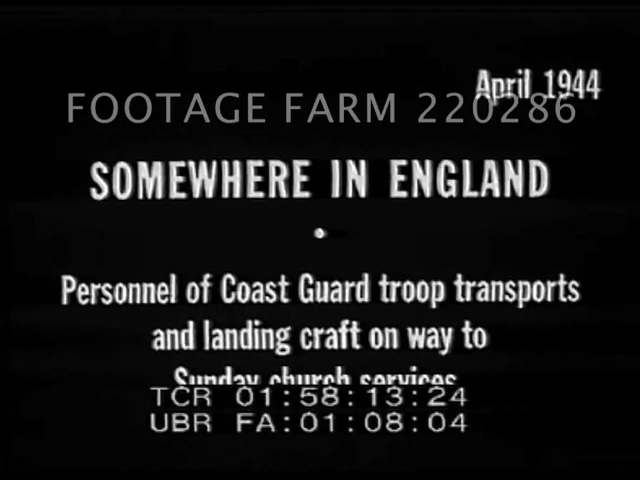 April 1944
FOOTAGE FARM 220286
SOMEWHERE IN ENGLAND
Personnel of Coast Guard troop transports
and landing craft on way to
Sunday church services
TCR 01:58:13:24
UBR FA:01:08:04